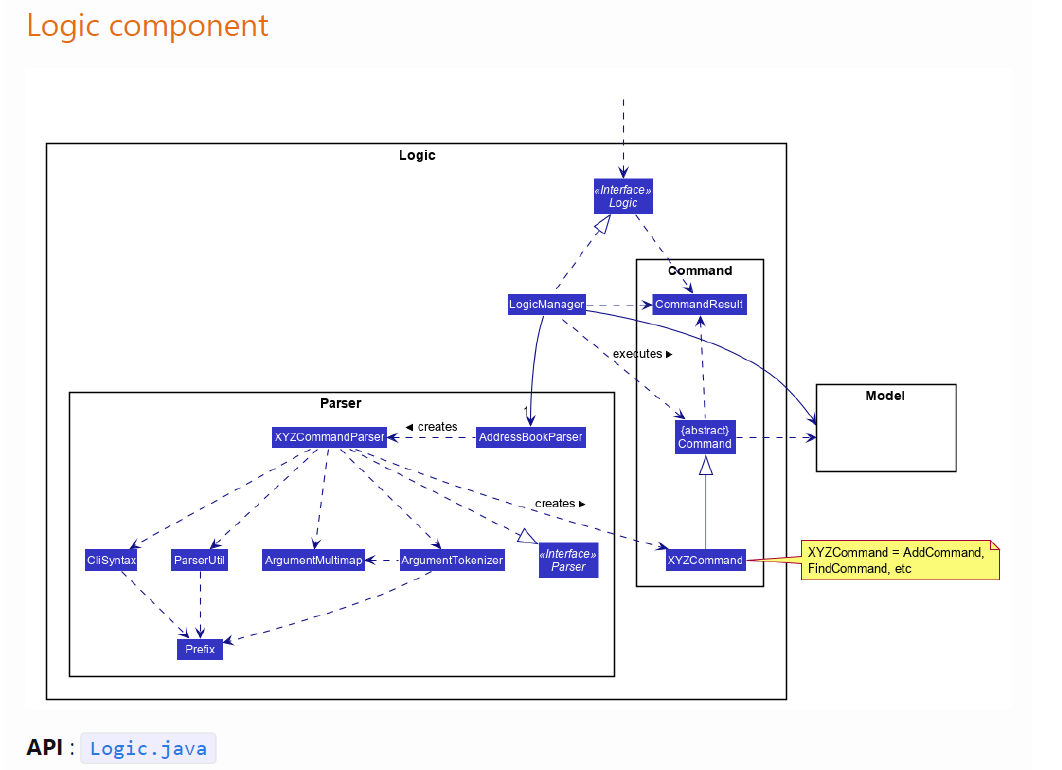 Logic component
Logic
«Interface»
Logic
Command
LogicManager
CommandResult
executes ►
Model
Parser
◄ creates
XYZCommandParser
AddressBookParser
1
{abstract}
Command
creates ►
CliSyntax
ParserUtil
ArgumentMultimap
ArgumentTokenizer
«Interface»
Parser
XYZCommand
XYZCommand = AddCommand,
FindCommand, etc
Prefix
API : Logic.java